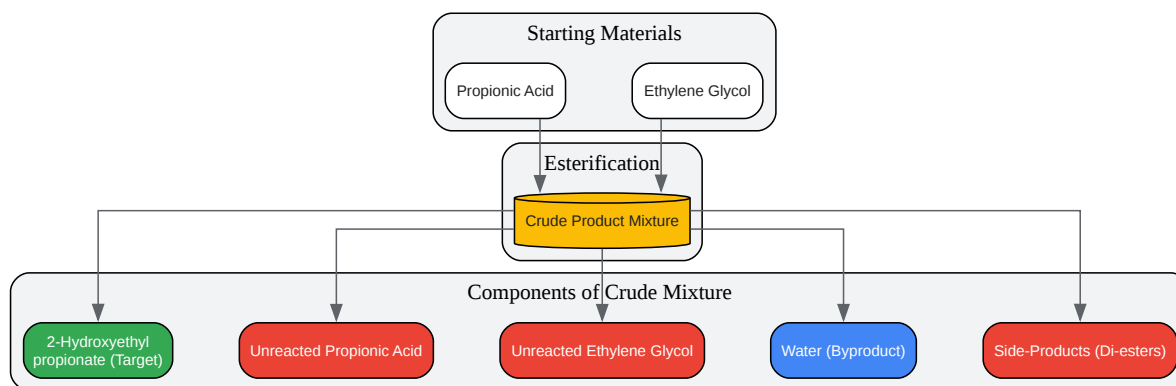 Starting Materials
Propionic Acid
Ethylene Glycol
Esterification
Crude Product Mixture
Components of Crude Mixture
2-Hydroxyethyl
propionate (Target)
Unreacted Propionic Acid
Unreacted Ethylene Glycol
Water (Byproduct)
Side-Products (Di-esters)